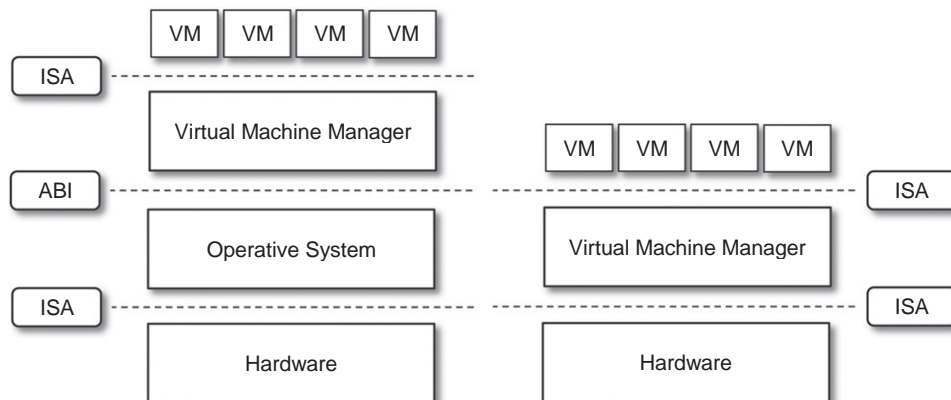 VM VM VM VM
ISA
Virtual Machine Manager
VM VM VM VM
ABI
ISA
Operative System
Virtual Machine Manager
ISA
ISA
Hardware
Hardware